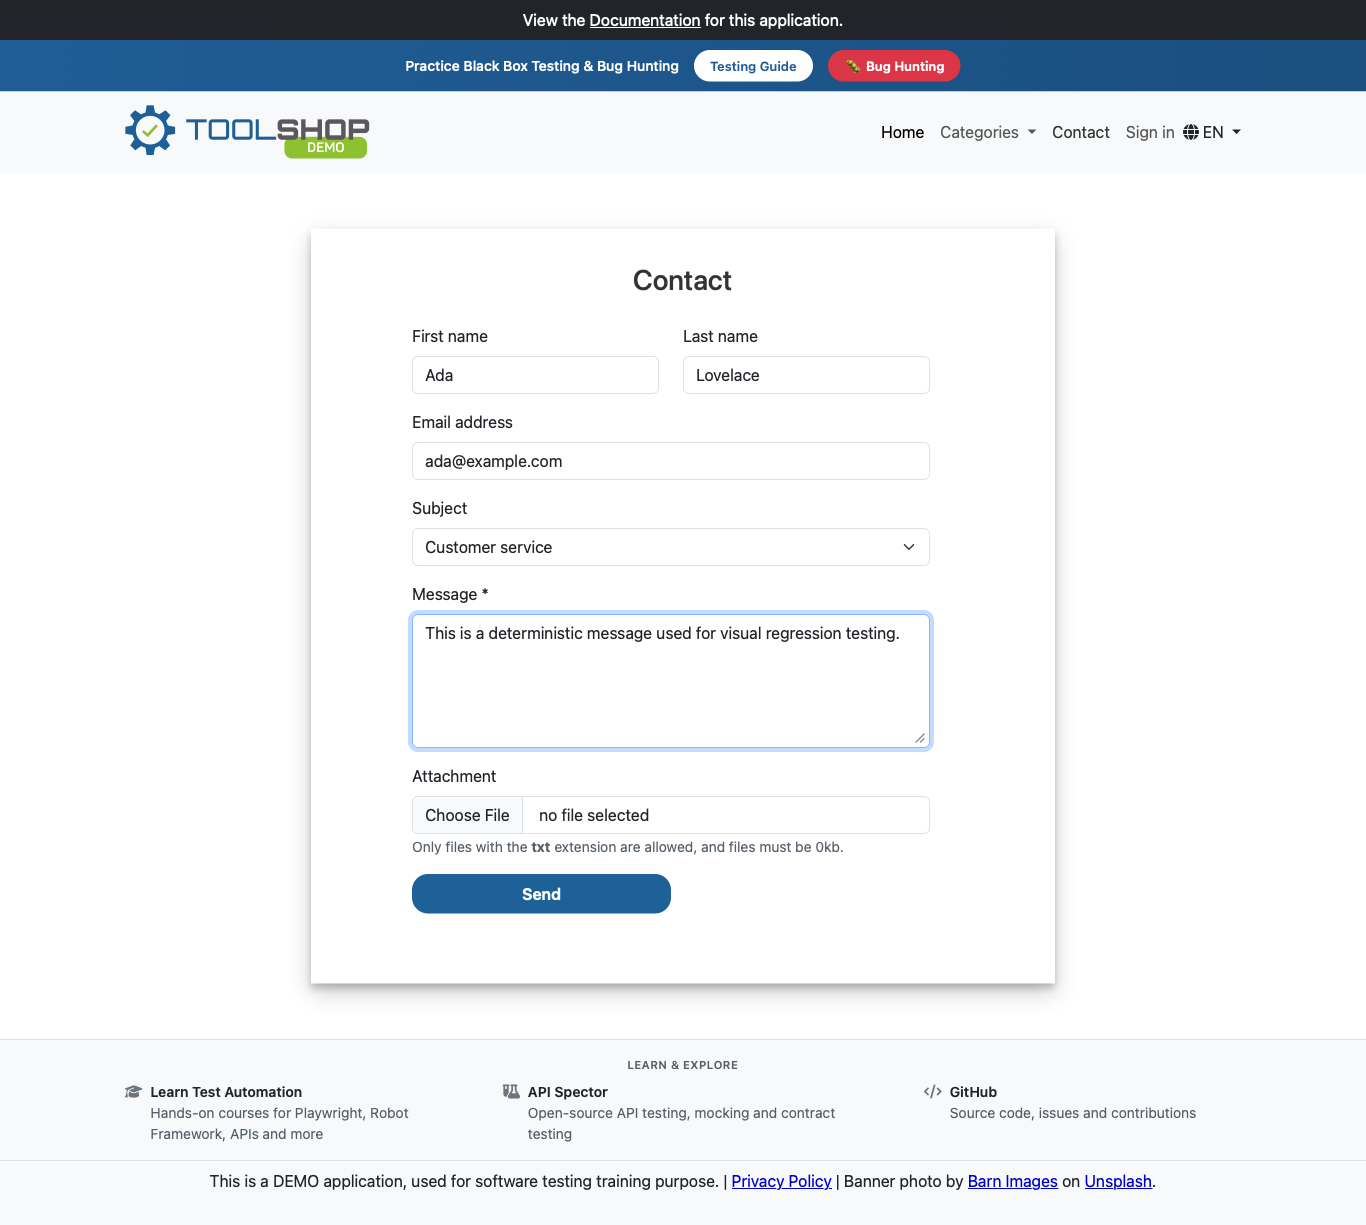 View the Documentation for this application.
Practice Black Box Testing & Bug Hunting Testing Guide Bug Hunting
TOOLSHOP
DEMO
Home Categories Contact Sign in EN
Contact
First name Last name
Ada Lovelace
Email address
ada@example.com
Subject
Customer service
Message *
This is a deterministic message used for visual regression testing.
Attachment
Choose File no file selected
Only files with the txt extension are allowed, and files must be 0kb.
Send
LEARN & EXPLORE
Learn Test Automation
Hands-on courses for Playwright, Robot
Framework, APIs and more
API Spector
Open-source API testing, mocking and contract
testing
GitHub
Source code, issues and contributions
This is a DEMO application, used for software testing training purpose. | Privacy Policy | Banner photo by Barn Images on Unsplash.